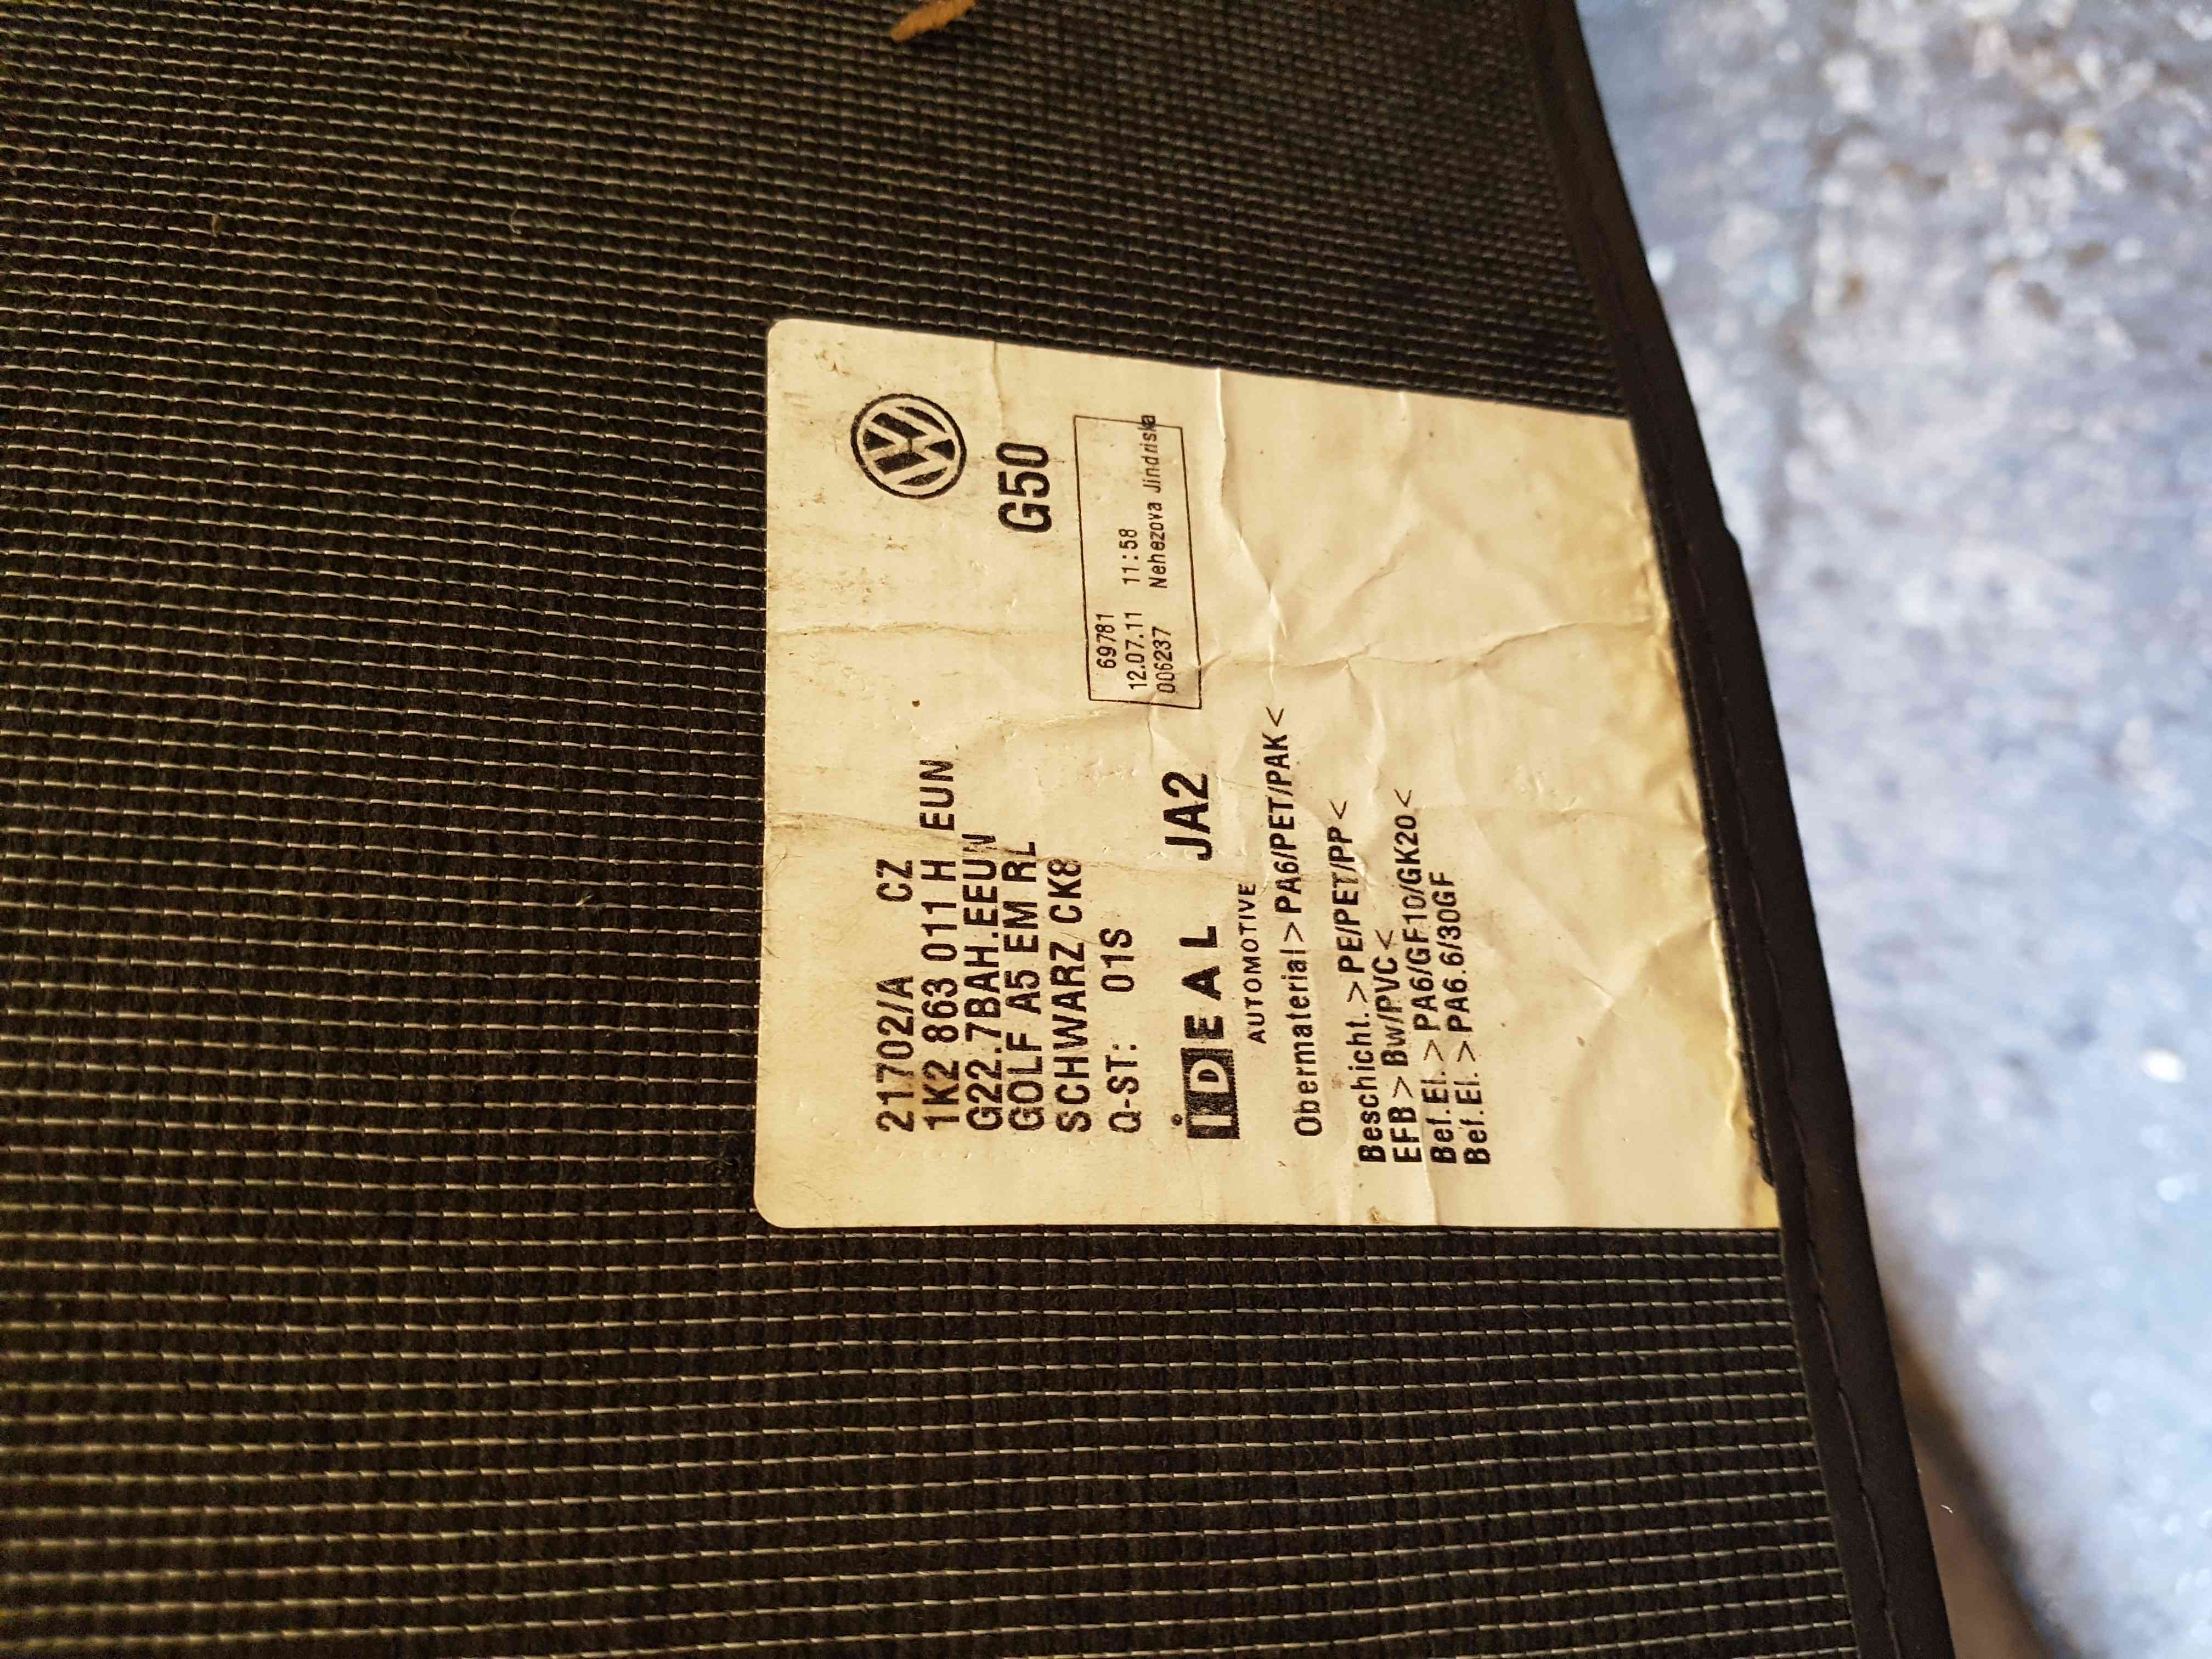 21702/A CZ
1K2 863 011 H EUN
G22.7BAH.EEUN
GOLF A5 EM RL
SCHWARZ CK8
Q-ST: 01S
G50
69781
12.07.11 11:58
006237 Nehezova Jindriska
IDEAL JA2
AUTOMOTIVE
Obermaterial>PA6/PET/PAK<
Beschicht.>PE/PET/PP<
EFB>Bw/PVC<
Bef.El.>PA6/GF10/GK20<
Bef.El.>PA6.6/30GF